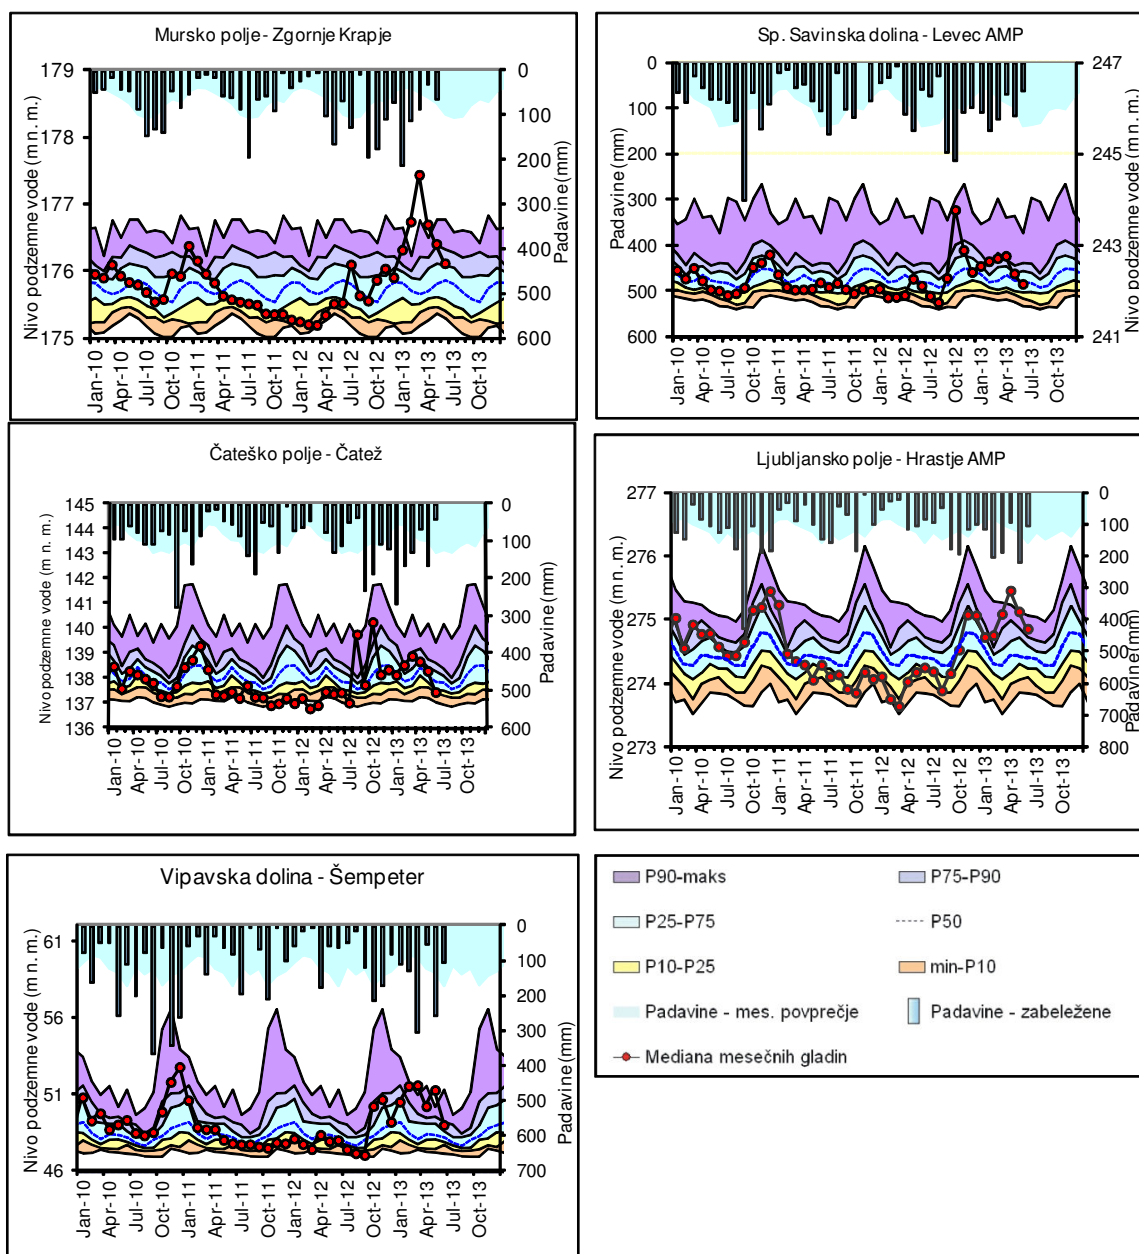 Mursko polje - Zgornje Krapje
Nivo podzemne vode (m n. m.)
179
178
177
176
175
0
100
200
300
400
500
600
Padavine (mm)
Jan-10
Apr-10
Jul-10
Oct-10
Jan-11
Apr-11
Jul-11
Oct-11
Jan-12
Apr-12
Jul-12
Oct-12
Jan-13
Apr-13
Jul-13
Oct-13
Sp. Savinska dolina - Levec AMP
Padavine (mm)
0
100
200
300
400
500
600
247
245
243
241
Nivo podzemne vode (m n. m.)
Jan-10
Apr-10
Jul-10
Oct-10
Jan-11
Apr-11
Jul-11
Oct-11
Jan-12
Apr-12
Jul-12
Oct-12
Jan-13
Apr-13
Jul-13
Oct-13
Čateško polje - Čatež
Nivo podzemne vode (m n. m.)
145
144
143
142
141
140
139
138
137
136
0
100
200
300
400
500
600
Padavine (mm)
Jan-10
Apr-10
Jul-10
Oct-10
Jan-11
Apr-11
Jul-11
Oct-11
Jan-12
Apr-12
Jul-12
Oct-12
Jan-13
Apr-13
Jul-13
Oct-13
Ljubljansko polje - Hrastje AMP
Nivo podzemne vode (m n. m.)
277
276
275
274
273
0
100
200
300
400
500
600
700
800
Padavine (mm)
Jan-10
Apr-10
Jul-10
Oct-10
Jan-11
Apr-11
Jul-11
Oct-11
Jan-12
Apr-12
Jul-12
Oct-12
Jan-13
Apr-13
Jul-13
Oct-13
Vipavska dolina - Šempeter
Nivo podzemne vode (m n. m.)
61
56
51
46
0
100
200
300
400
500
600
700
Padavine (mm)
Jan-10
Apr-10
Jul-10
Oct-10
Jan-11
Apr-11
Jul-11
Oct-11
Jan-12
Apr-12
Jul-12
Oct-12
Jan-13
Apr-13
Jul-13
Oct-13
P90-maks
P75-P90
P25-P75
P50
P10-P25
min-P10
Padavine - mes. povprečje
Padavine - zabeležene
Mediana mesečnih gladin